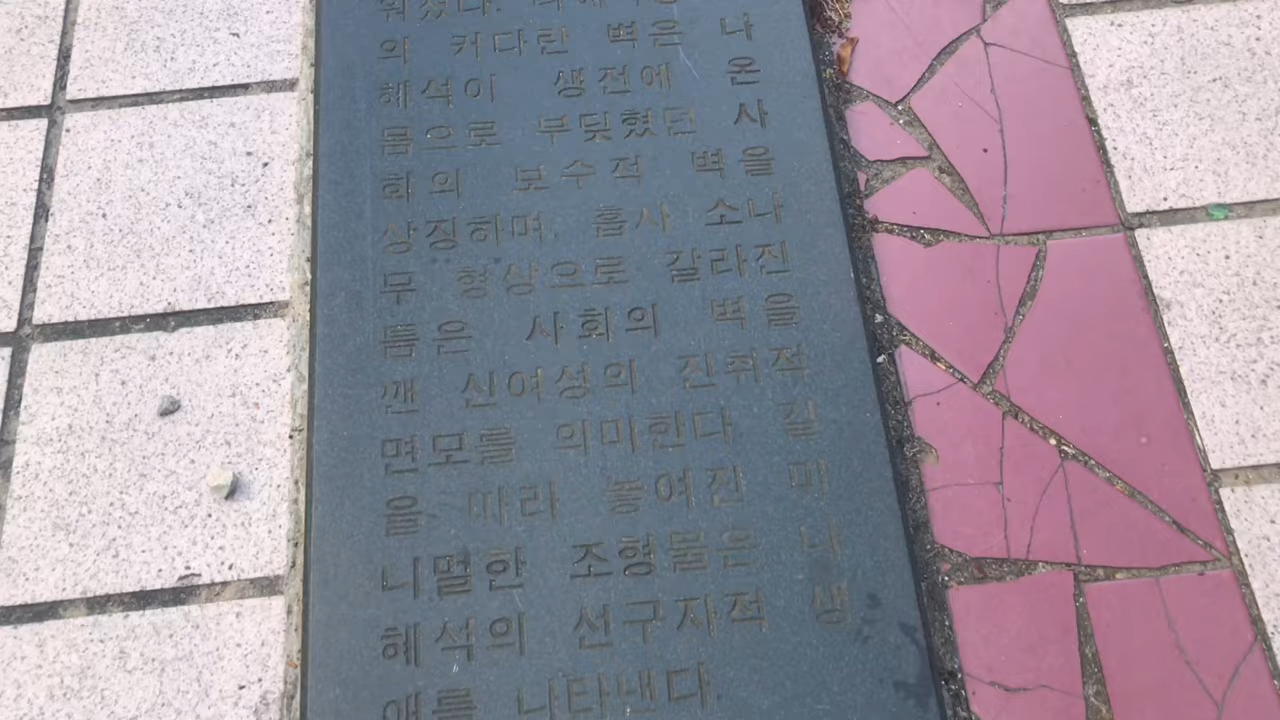 의 커다란 벽은 나
혜석이 생전에 온
몸으로 부딪혔던 사
회의 보수적 벽을
상징하며, 흡사 소나
무 형상으로 갈라진
틈은 사회의 벽을
깬 신여성의 진취적
면모를 의미한다 길
을 따라 놓여진 미
니멀한 조형물은 나
혜석의 선구자적 생
애를 나타낸다.